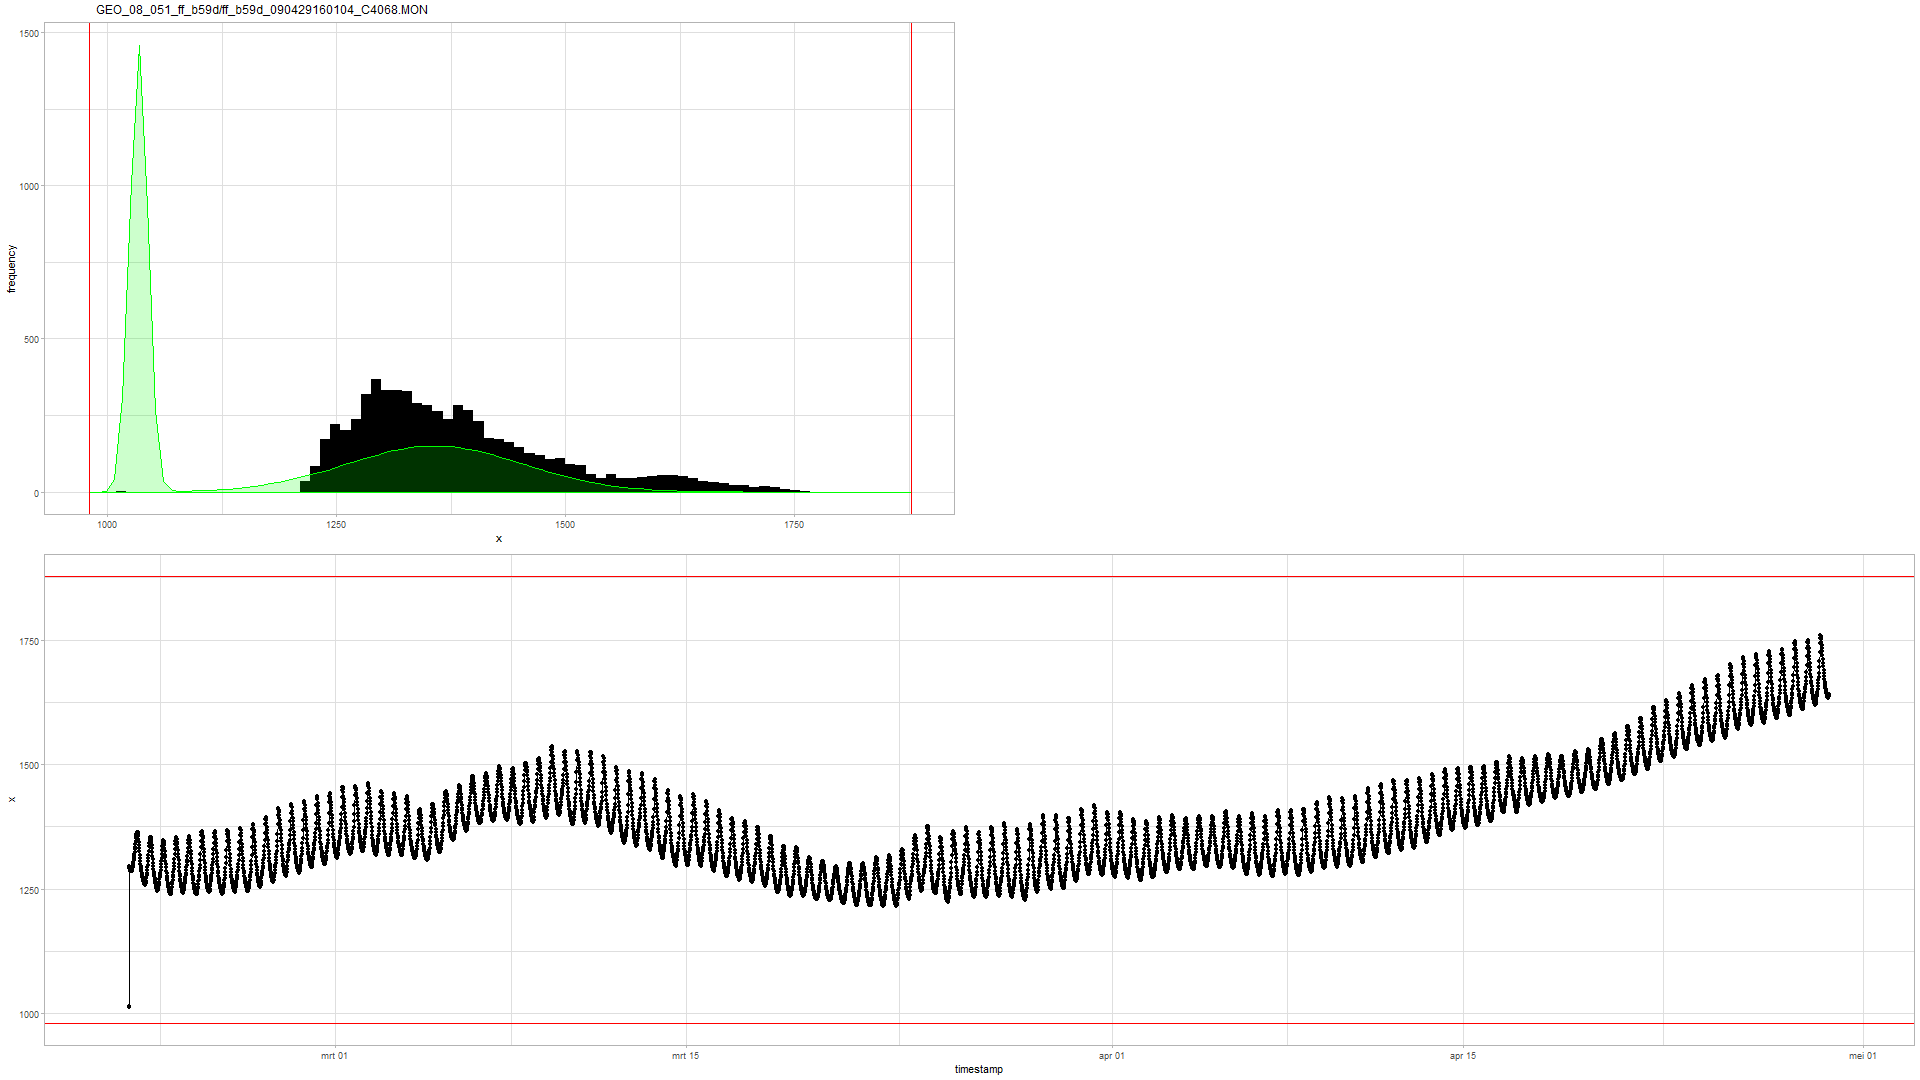 GEO_08_051_ff_b59d/ff_b59d_090429160104_C4068.MON
1500
1000
500
0
frequency
1000 1250 1500 1750
x
1750
1500
1250
1000
x
mrt 01 mrt 15 apr 01 apr 15 mei 01
timestamp